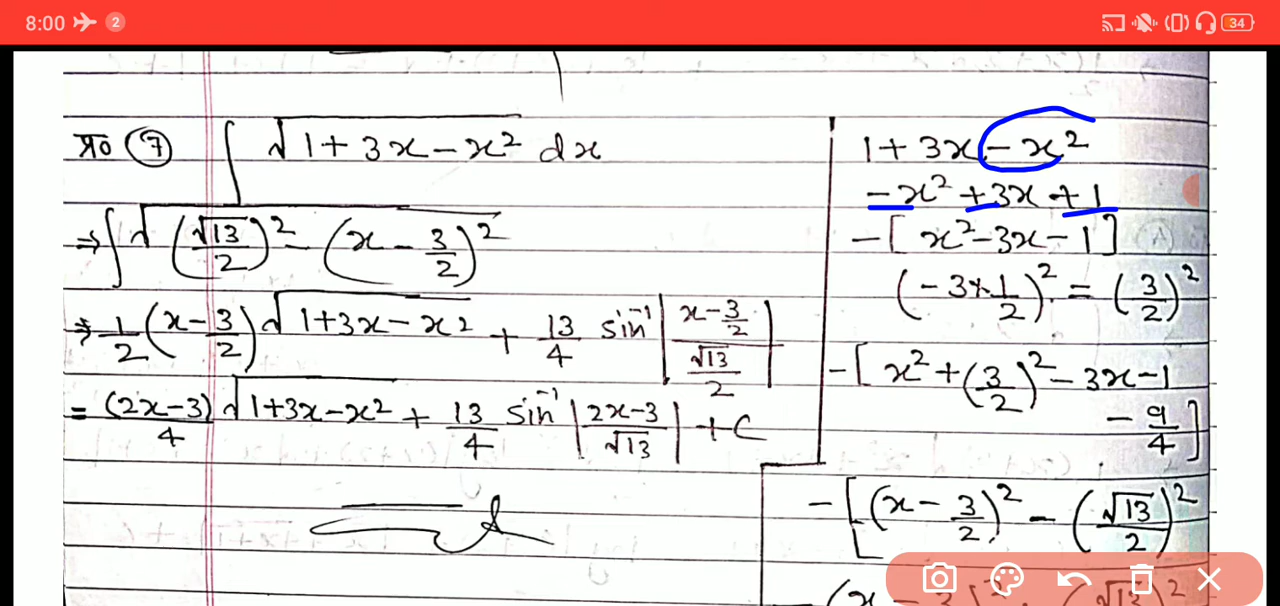 8:00 2 34
प्र० ⑦ ∫ √(1 + 3x - x²) dx
⇒ ∫ √((√13/2)² - (x - 3/2)²)
⇒ 1/2 (x - 3/2) √(1+3x-x²) + 13/4 sin⁻¹ |(x - 3/2)/(√13/2)|
= (2x-3)/4 √(1+3x-x²) + 13/4 sin⁻¹ |(2x-3)/√13| + C
1 + 3x - x²
-x² + 3x + 1
- [x² - 3x - 1]
(-3 × 1/2)² = (3/2)²
- [x² + (3/2)² - 3x - 1
- 9/4]
- [(x - 3/2)² - (√13/2)²